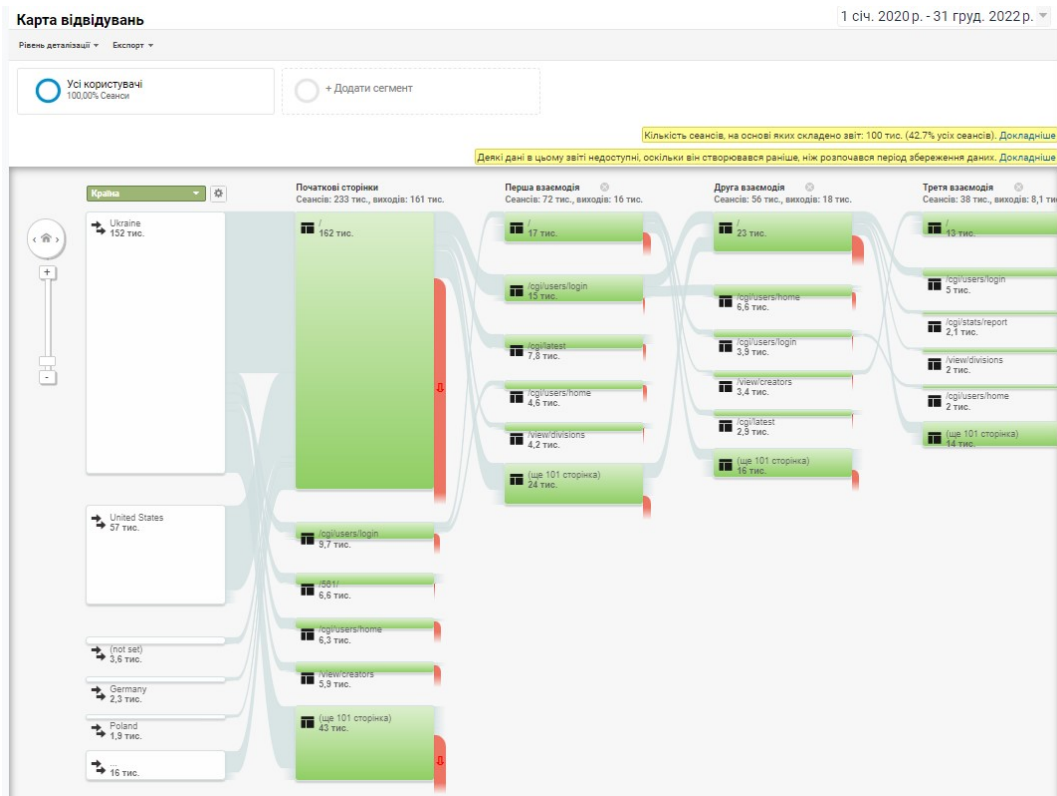 Карта відвідувань
1 січ. 2020 р. - 31 груд. 2022 р.
Рівень деталізації
Експорт
Усі користувачі
100,00% Сеанси
+ Додати сегмент
Кількість сеансів, на основі яких складено звіт: 100 тис. (42.7% усіх сеансів). Докладніше
Деякі дані в цьому звіті недоступні, оскільки він створювався раніше, ніж розпочався період збереження даних. Докладніше
Країна
Ukraine
152 тис.
United States
57 тис.
(not set)
3,6 тис.
Germany
2,3 тис.
Poland
1,9 тис.
...
16 тис.
Початкові сторінки
Сеансів: 233 тис., виходів: 161 тис.
/
162 тис.
/cgi/users/login
9,7 тис.
/561/
6,6 тис.
/cgi/users/home
6,3 тис.
/view/creators
5,9 тис.
(ще 101 сторінка)
43 тис.
Перша взаємодія
Сеансів: 72 тис., виходів: 16 тис.
/
17 тис.
/cgi/users/login
15 тис.
/cgi/latest
7,8 тис.
/cgi/users/home
4,6 тис.
/view/divisions
4,2 тис.
(ще 101 сторінка)
24 тис.
Друга взаємодія
Сеансів: 56 тис., виходів: 18 тис.
/
23 тис.
/cgi/users/home
6,6 тис.
/cgi/users/login
3,9 тис.
/view/creators
3,4 тис.
/cgi/latest
2,9 тис.
(ще 101 сторінка)
16 тис.
Третя взаємодія
Сеансів: 38 тис., виходів: 8,1 ти
/
13 тис.
/cgi/users/login
5 тис.
/cgi/stats/report
2,1 тис.
/view/divisions
2 тис.
/cgi/users/home
2 тис.
(ще 101 сторінка)
14 тис.